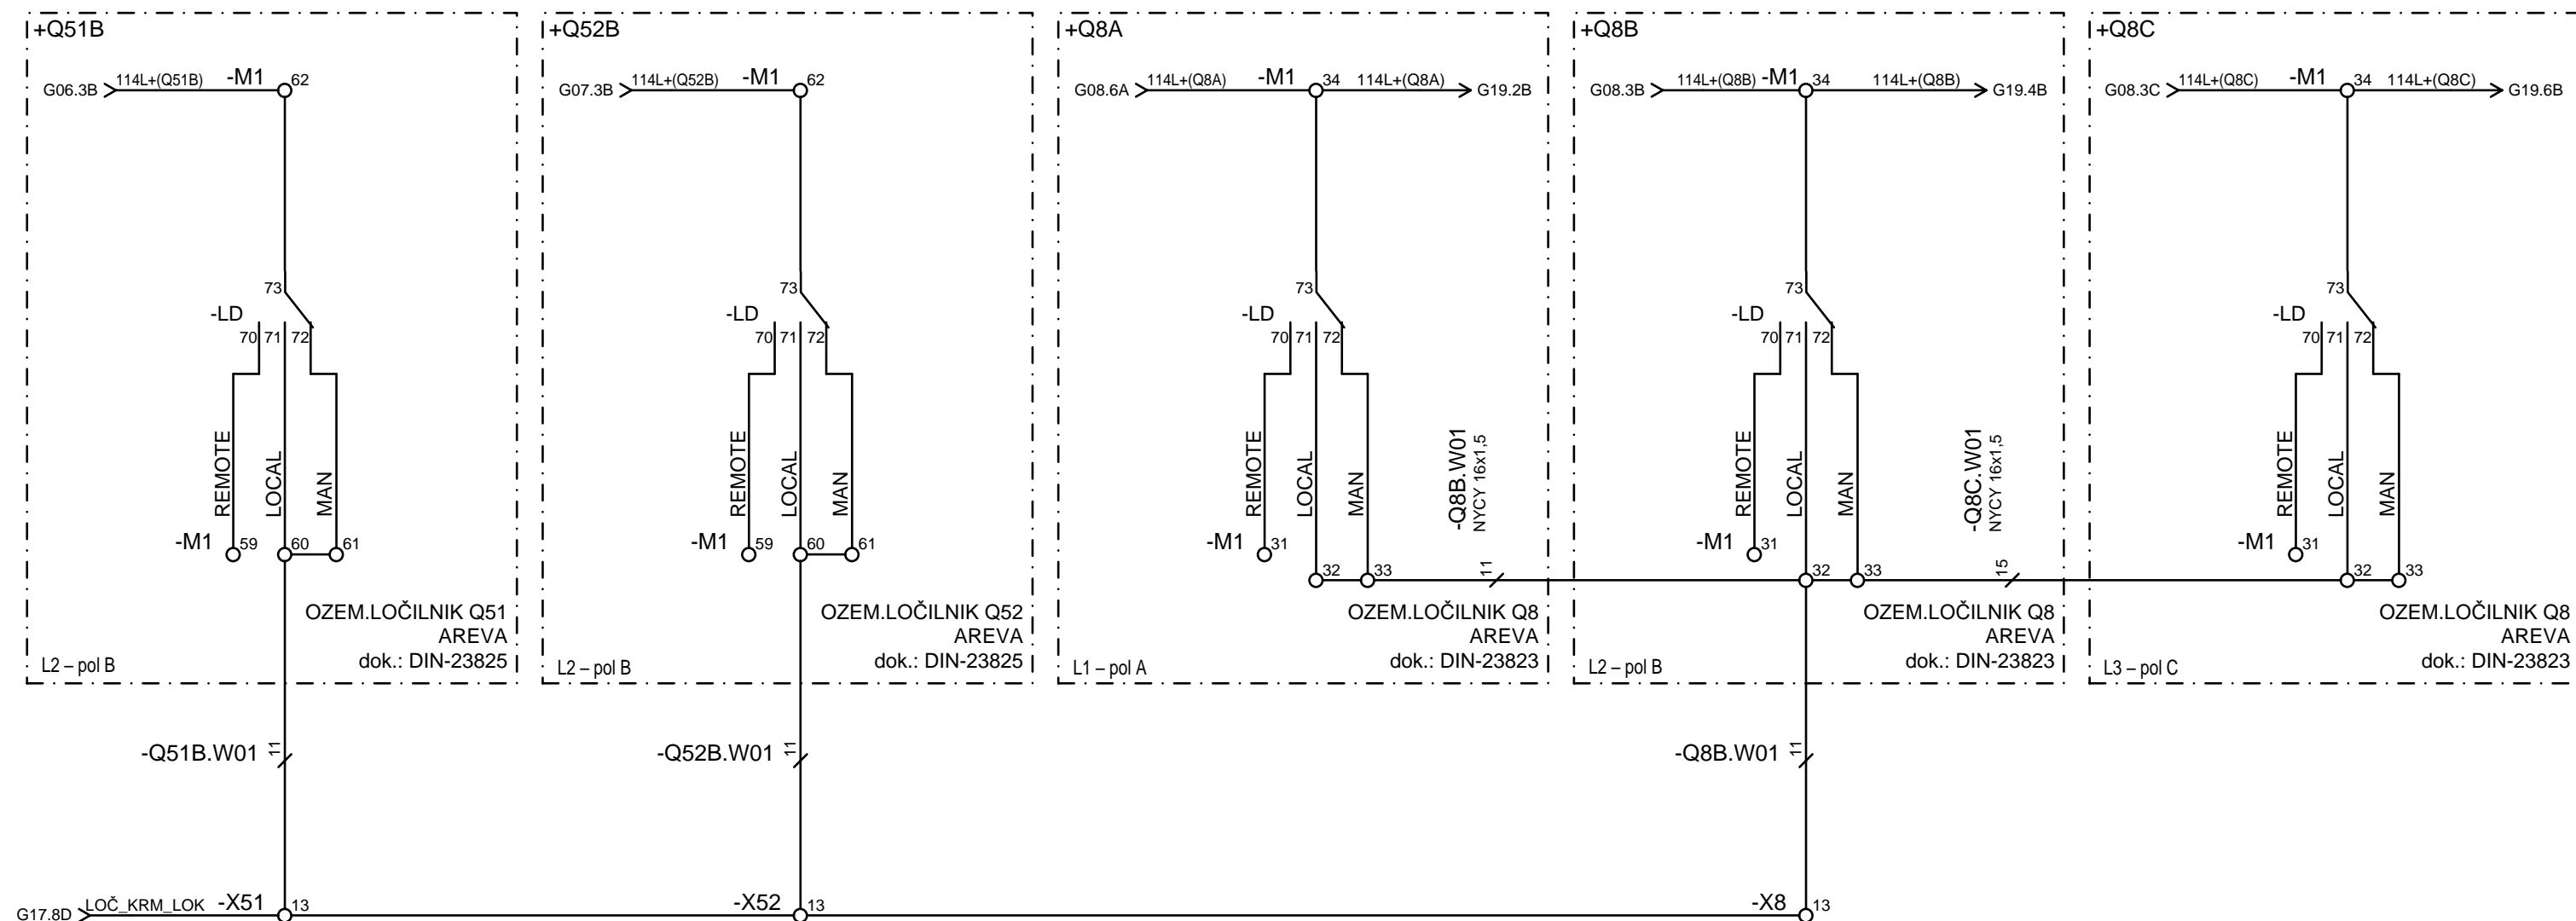 +Q51B
G06.3B
114L+(Q51B)
-M1
62
73
-LD
70
71
72
REMOTE
LOCAL
MAN
-M1
59
60
61
OZEM.LOČILNIK Q51
AREVA
dok.: DIN-23825
L2 – pol B
-Q51B.W01
11
+Q52B
G07.3B
114L+(Q52B)
-M1
62
73
-LD
70
71
72
REMOTE
LOCAL
MAN
-M1
59
60
61
OZEM.LOČILNIK Q52
AREVA
dok.: DIN-23825
L2 – pol B
-Q52B.W01
11
+Q8A
G08.6A
114L+(Q8A)
-M1
34
114L+(Q8A)
G19.2B
73
-LD
70
71
72
REMOTE
LOCAL
MAN
-Q8B.W01
NYCY 16x1,5
-M1
31
32
33
11
OZEM.LOČILNIK Q8
AREVA
dok.: DIN-23823
L1 – pol A
+Q8B
G08.3B
114L+(Q8B)
-M1
34
114L+(Q8B)
G19.4B
73
-LD
70
71
72
REMOTE
LOCAL
MAN
-Q8C.W01
NYCY 16x1,5
-M1
31
32
33
15
OZEM.LOČILNIK Q8
AREVA
dok.: DIN-23823
L2 – pol B
-Q8B.W01
11
+Q8C
G08.3C
114L+(Q8C)
-M1
34
114L+(Q8C)
G19.6B
73
-LD
70
71
72
REMOTE
LOCAL
MAN
-M1
31
32
33
OZEM.LOČILNIK Q8
AREVA
dok.: DIN-23823
L3 – pol C
G17.8D
LOČ_KRM_LOK
-X51
13
-X52
13
-X8
13